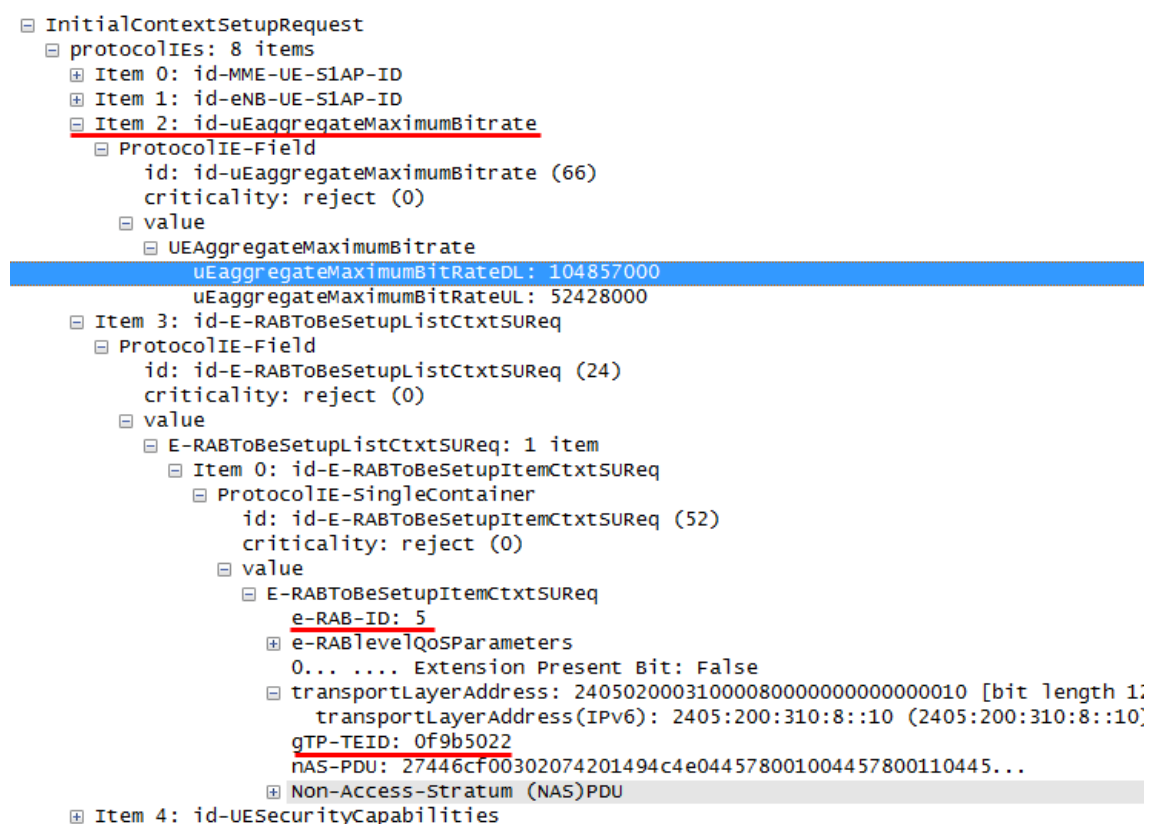 InitialContextSetupRequest
protocolIEs: 8 items
Item 0: id-MME-UE-S1AP-ID
Item 1: id-eNB-UE-S1AP-ID
Item 2: id-uEaggregateMaximumBitrate
ProtocolIE-Field
id: id-uEaggregateMaximumBitrate (66)
criticality: reject (0)
value
UEAggregateMaximumBitrate
uEaggregateMaximumBitRateDL: 104857000
uEaggregateMaximumBitRateUL: 52428000
Item 3: id-E-RABToBeSetupListCtxtSUReq
ProtocolIE-Field
id: id-E-RABToBeSetupListCtxtSUReq (24)
criticality: reject (0)
value
E-RABToBeSetupListCtxtSUReq: 1 item
Item 0: id-E-RABToBeSetupItemCtxtSUReq
ProtocolIE-SingleContainer
id: id-E-RABToBeSetupItemCtxtSUReq (52)
criticality: reject (0)
value
E-RABToBeSetupItemCtxtSUReq
e-RAB-ID: 5
e-RABlevelQoSParameters
0... .... Extension Present Bit: False
transportLayerAddress: 24050200031000080000000000000010 [bit length
transportLayerAddress(IPv6): 2405:200:310:8::10 (2405:200:310:8::10)
gTP-TEID: 0f9b5022
nAS-PDU: 27446cf00302074201494c4e044578001004457800110445...
Non-Access-Stratum (NAS)PDU
Item 4: id-UESecurityCapabilities